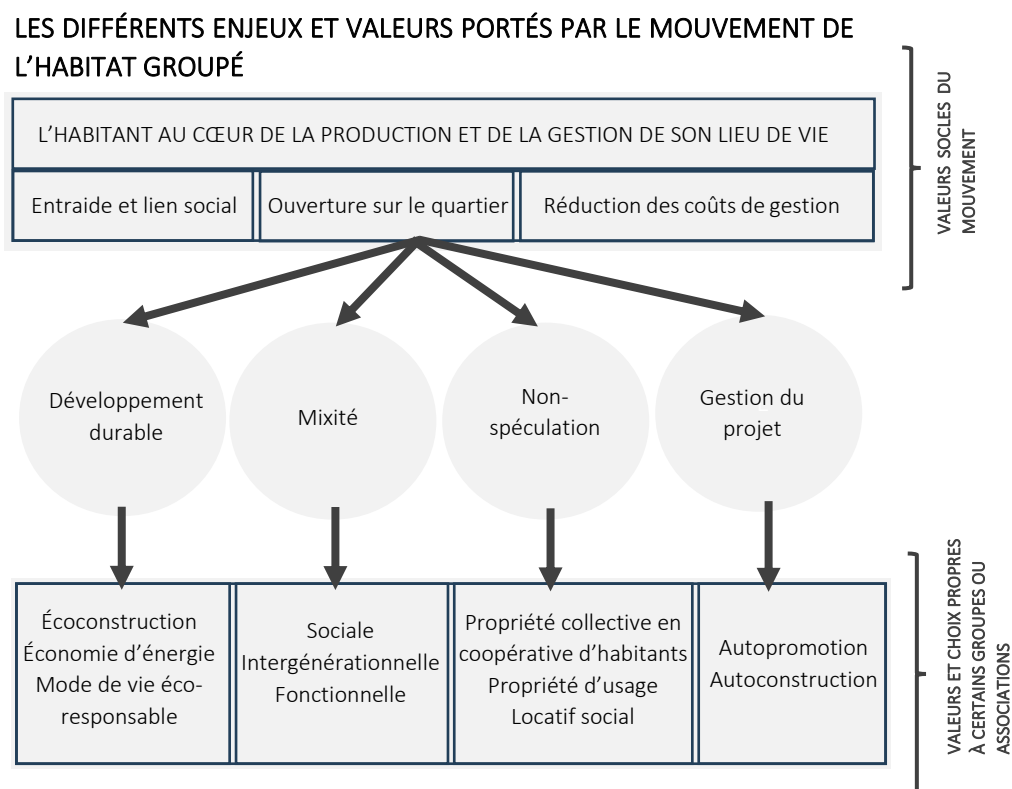 LES DIFFÉRENTS ENJEUX ET VALEURS PORTÉS PAR LE MOUVEMENT DE
L’HABITAT GROUPÉ
L’HABITANT AU CŒUR DE LA PRODUCTION ET DE LA GESTION DE SON LIEU DE VIE
Entraide et lien social
Ouverture sur le quartier
Réduction des coûts de gestion
VALEURS SOCLES DU
MOUVEMENT
Développement
durable
Mixité
Non-
spéculation
Gestion du
projet
Écoconstruction
Économie d’énergie
Mode de vie éco-
responsable
Sociale
Intergénérationnelle
Fonctionnelle
Propriété collective en
coopérative d’habitants
Propriété d’usage
Locatif social
Autopromotion
Autoconstruction
VALEURS ET CHOIX PROPRES
À CERTAINS GROUPES OU
ASSOCIATIONS